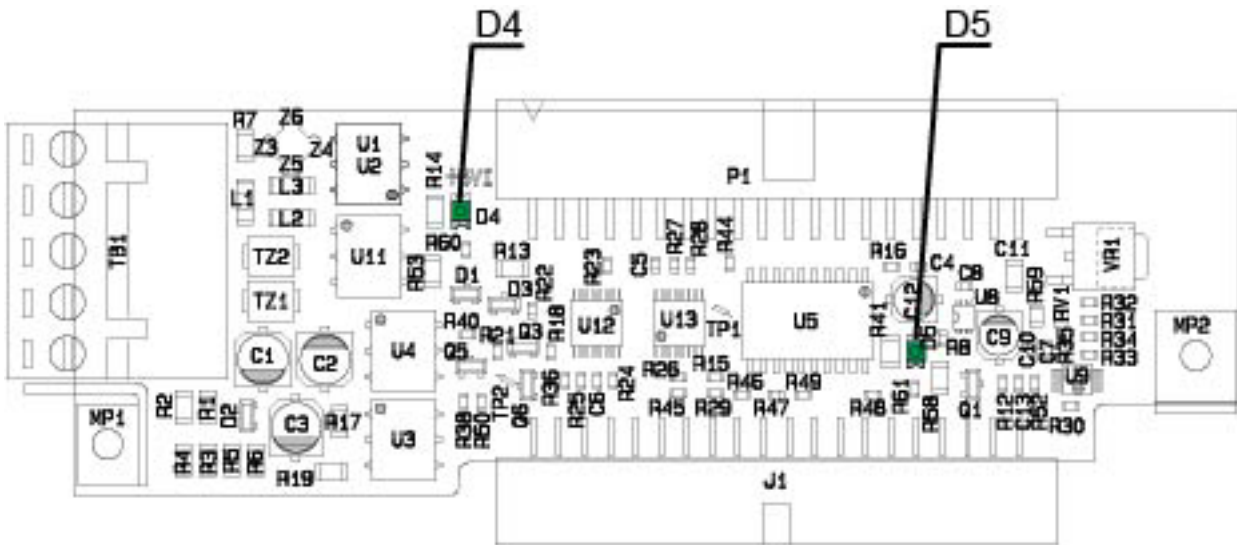 D4
D5
R7
Z6
Z3
Z4
Z5
U1
U2
R14
P1
L1
L3
L2
D4
TB1
TZ2
TZ1
U11
R53
R60
R13
D1
D3
R22
R23
C5
R27
R28
R44
R16
C4
C8
C11
VR1
C12
U8
R59
RV1
R32
R31
R34
R33
R35
MP2
C1
C2
U4
R40
R21
Q3
R18
U12
U13
TP1
U5
R41
D5
R8
C9
C10
C7
U9
Q5
R36
R25
C6
R24
R26
R15
R45
R29
R46
R47
R49
R48
R61
R58
Q1
R12
C13
R52
R30
MP1
R2
R1
D2
C3
R17
U3
R38
R50
TP2
Q6
R4
R3
R5
R6
R19
J1